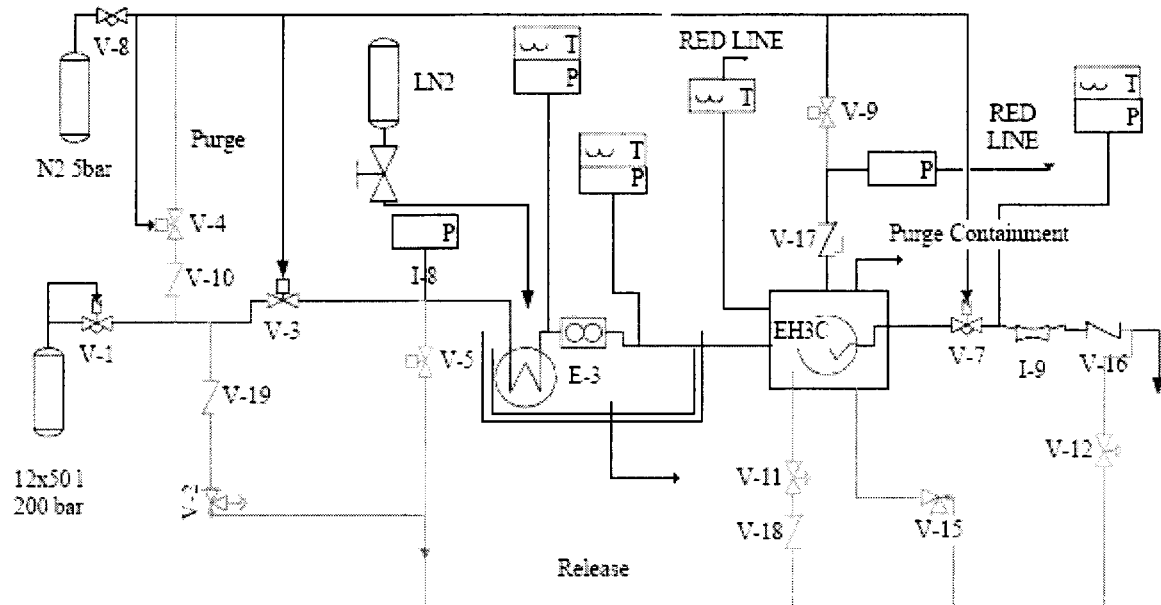 V-8
T
P
LN2
RED LINE
T
V-9
T
P
RED
LINE
Purge
N2 5bar
T
P
P
V-4
P
V-17
Purge Containment
V-10
I-8
V-1
V-3
EH3C
V-7
I-9
V-16
V-5
E-3
V-19
12x50 l
200 bar
V-2
V-11
V-12
V-18
V-15
Release